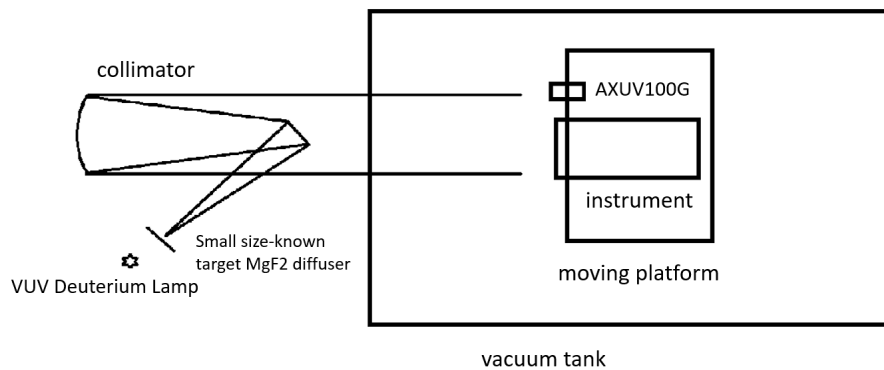 collimator
AXUV100G
instrument
Small size-known
target MgF2 diffuser
moving platform
VUV Deuterium Lamp
vacuum tank